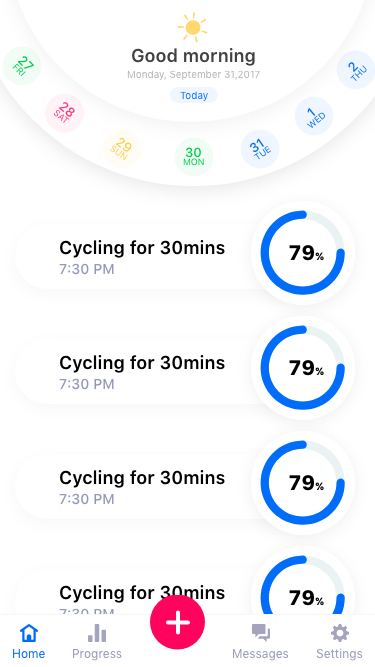 Good morning
Monday, September 31,2017
Today
27
FRI
28
SAT
29
SUN
30
MON
31
TUE
1
WED
2
THU
Cycling for 30mins
7:30 PM
79%
Cycling for 30mins
7:30 PM
79%
Cycling for 30mins
7:30 PM
79%
Cycling for 30mins
7:30 PM
79%
Home
Progress
Messages
Settings